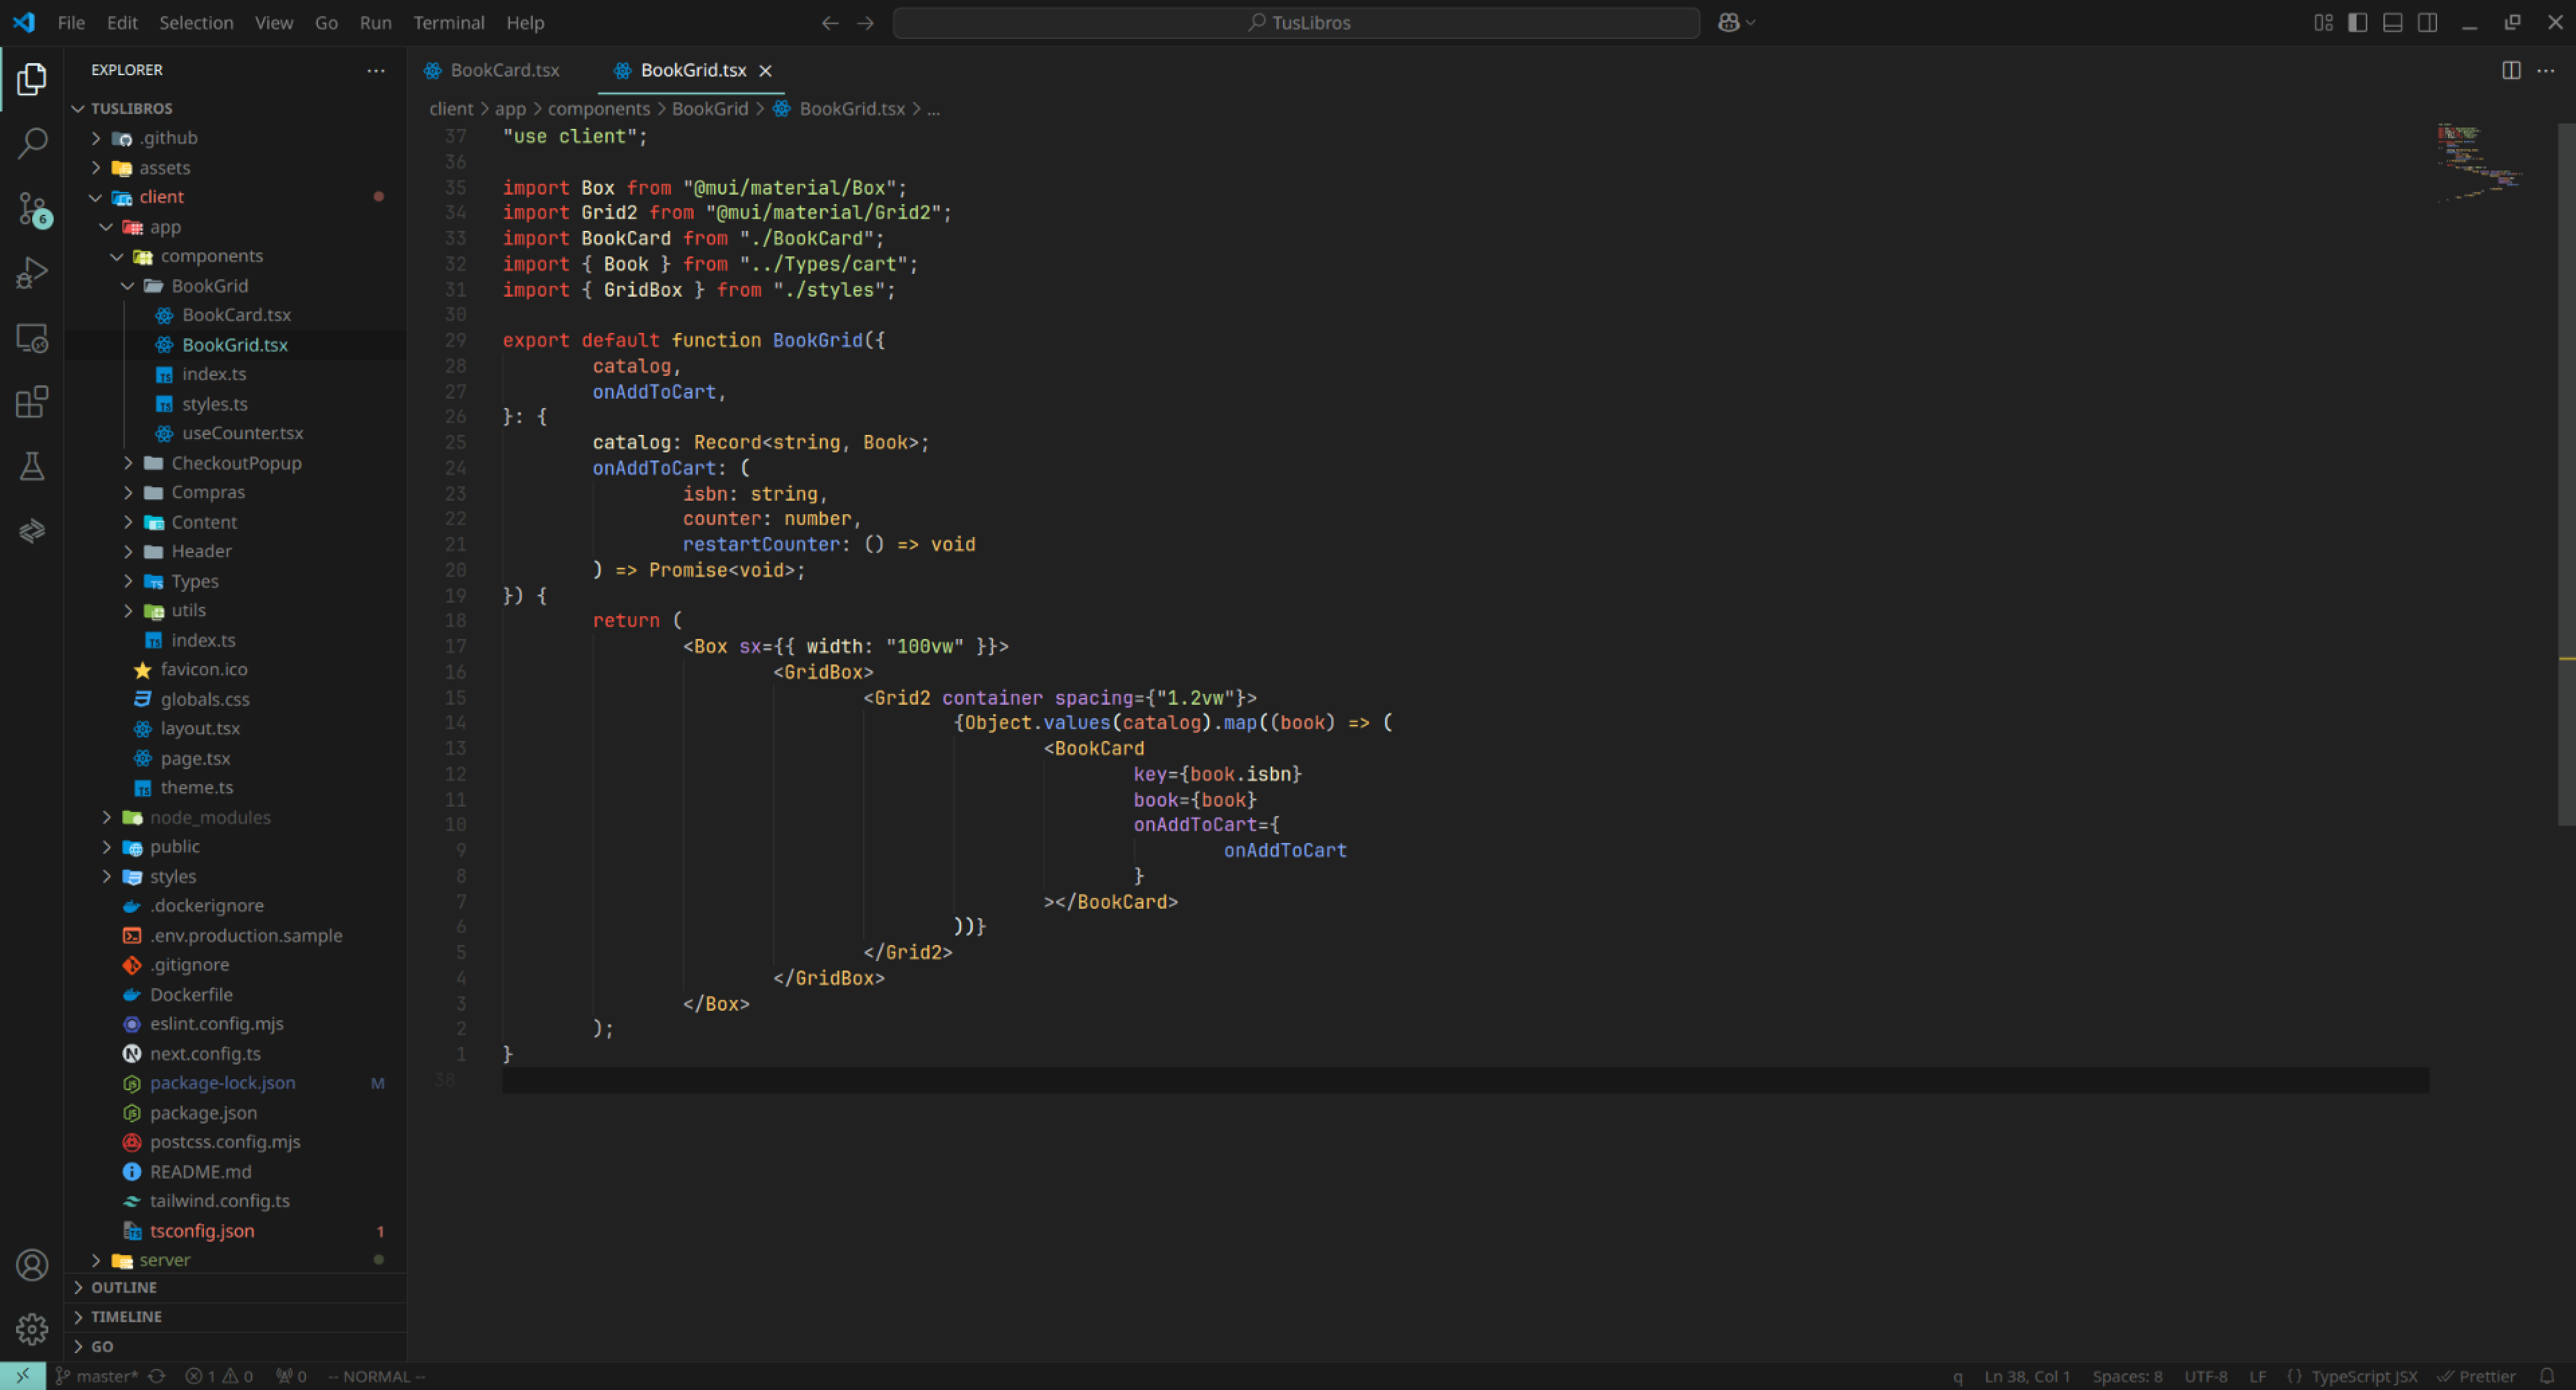 File Edit Selection View Go Run Terminal Help
TusLibros
EXPLORER
TUSLIBROS
.github
assets
client
app
components
BookGrid
BookCard.tsx
BookGrid.tsx
index.ts
styles.ts
useCounter.tsx
CheckoutPopup
Compras
Content
Header
Types
utils
index.ts
favicon.ico
globals.css
layout.tsx
page.tsx
theme.ts
node_modules
public
styles
.dockerignore
.env.production.sample
.gitignore
Dockerfile
eslint.config.mjs
next.config.ts
package-lock.json M
package.json
postcss.config.mjs
README.md
tailwind.config.ts
tsconfig.json 1
server
OUTLINE
TIMELINE
GO
6
BookCard.tsx BookGrid.tsx
client > app > components > BookGrid > BookGrid.tsx > ...
37 "use client";
36
35 import Box from "@mui/material/Box";
34 import Grid2 from "@mui/material/Grid2";
33 import BookCard from "./BookCard";
32 import { Book } from "../Types/cart";
31 import { GridBox } from "./styles";
30
29 export default function BookGrid({
28 catalog,
27 onAddToCart,
26 }: {
25 catalog: Record<string, Book>;
24 onAddToCart: (
23 isbn: string,
22 counter: number,
21 restartCounter: () => void
20 ) => Promise<void>;
19 }) {
18 return (
17 <Box sx={{ width: "100vw" }}>
16 <GridBox>
15 <Grid2 container spacing={"1.2vw"}>
14 {Object.values(catalog).map((book) => (
13 <BookCard
12 key={book.isbn}
11 book={book}
10 onAddToCart={
9 onAddToCart
8 }
7 ></BookCard>
6 ))}
5 </Grid2>
4 </GridBox>
3 </Box>
2 );
1 }
38
master* 1 0 0 -- NORMAL --
q Ln 38, Col 1 Spaces: 8 UTF-8 LF {} TypeScript JSX Prettier